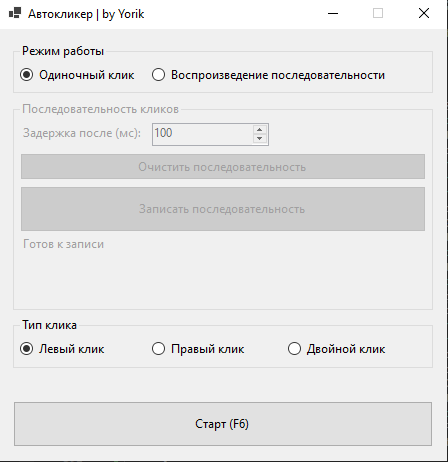 Автокликер | by Yorik
Режим работы
Одиночный клик Воспроизведение последовательности
Последовательность кликов
Задержка после (мс): 100
Очистить последовательность
Записать последовательность
Готов к записи
Тип клика
Левый клик Правый клик Двойной клик
Старт (F6)